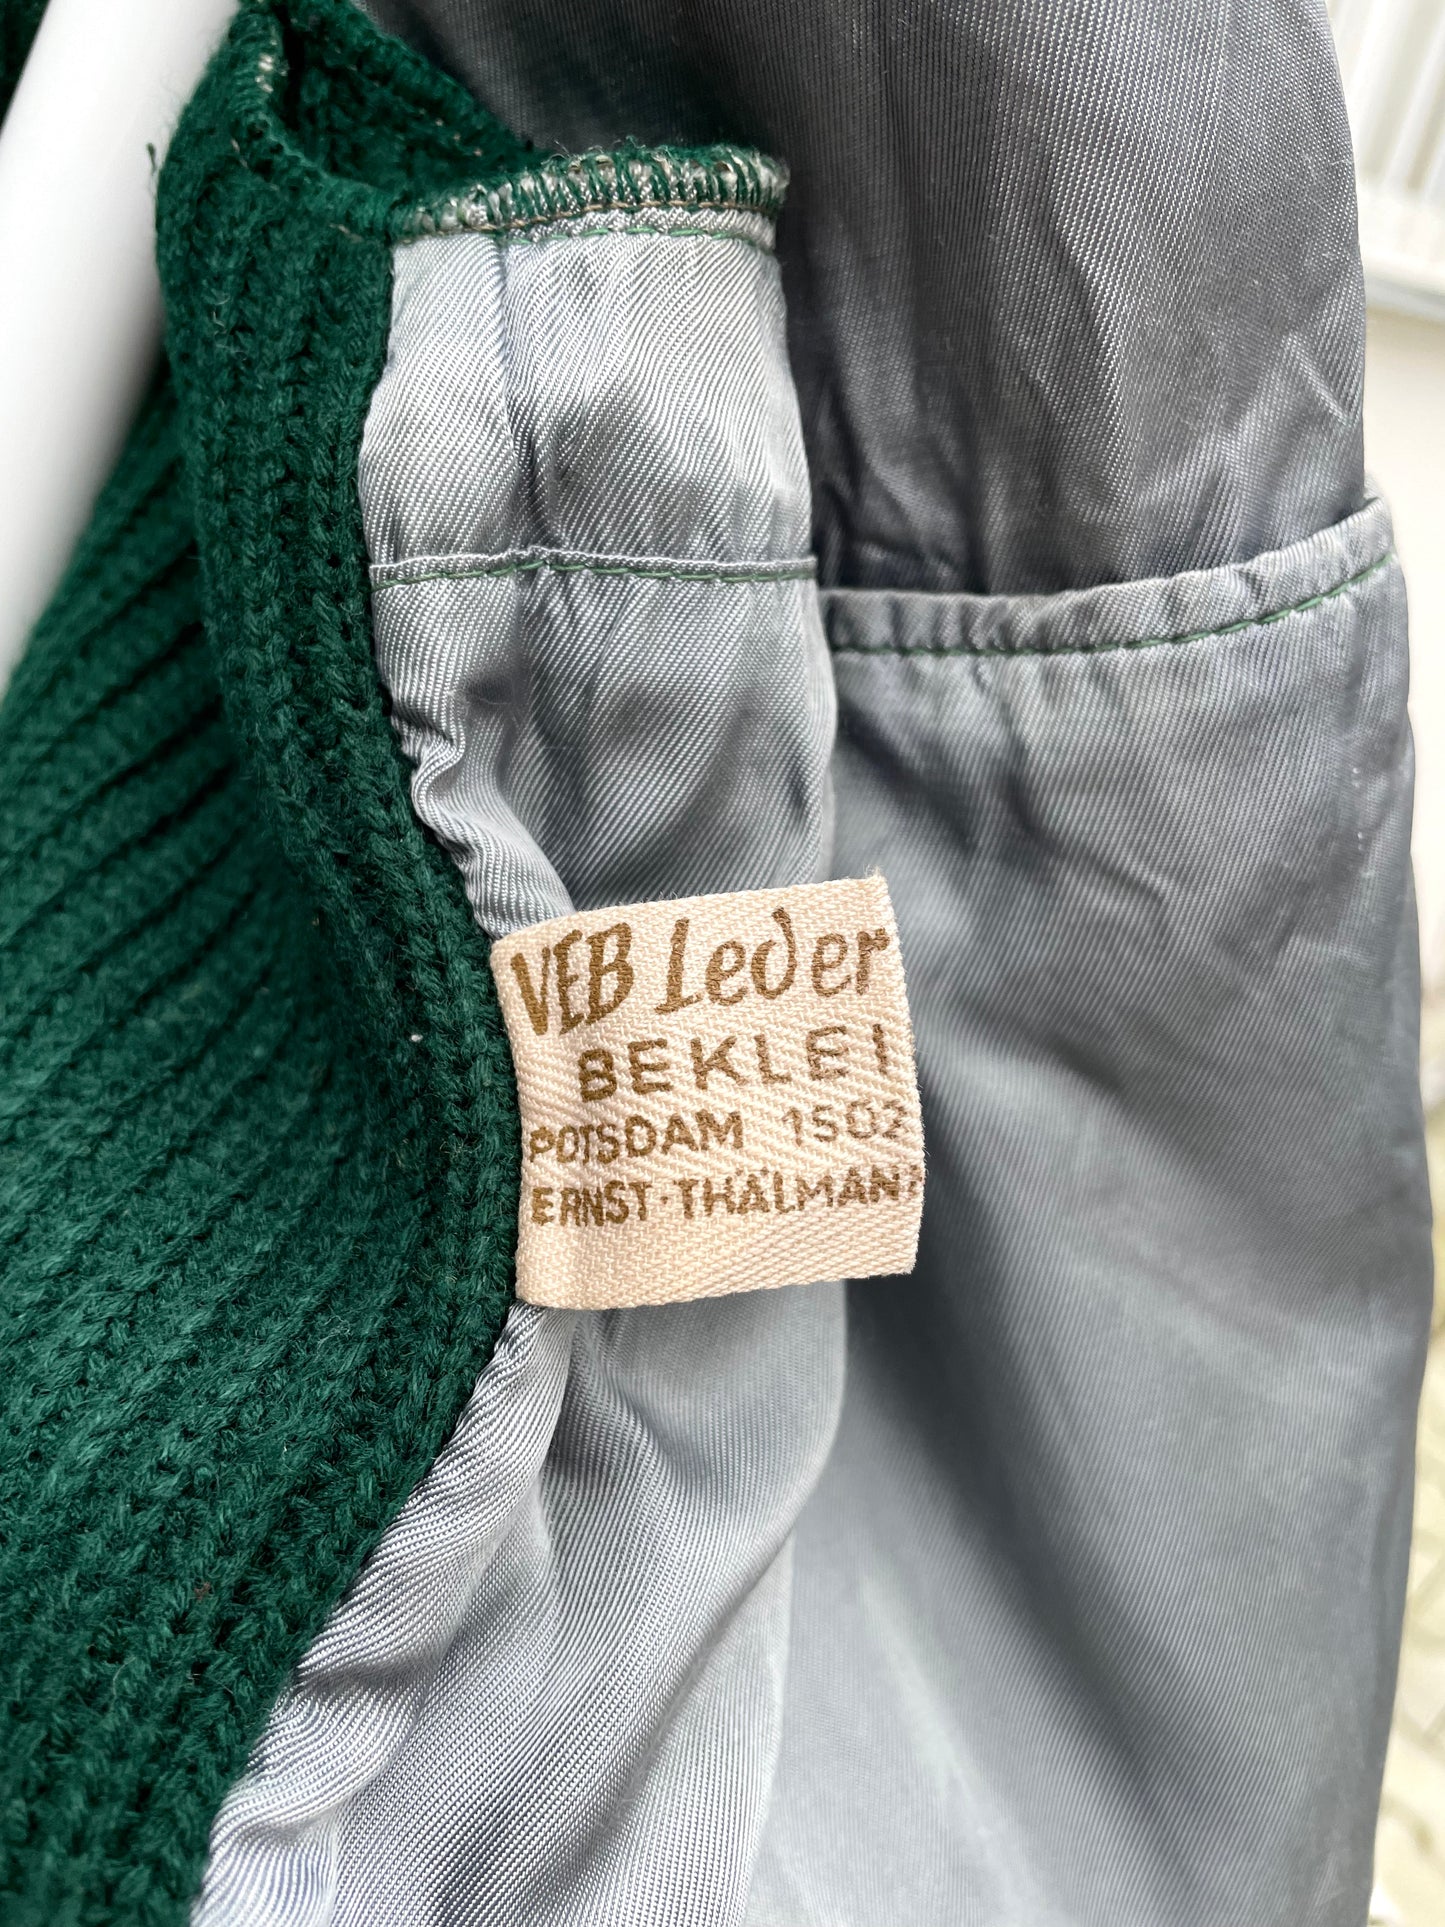 VEB Leder
BEKLEI
POTSDAM 1502
ERNST·THÄLMAN